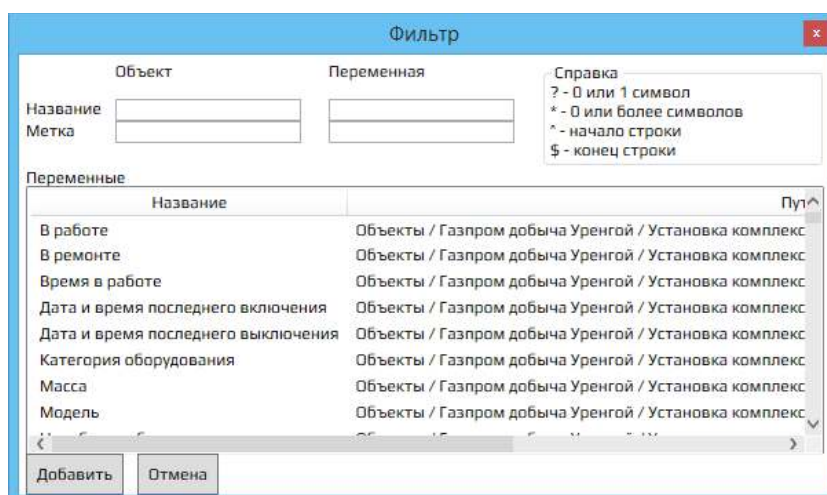 Фильтр
x
Объект Переменная
Название
Метка
Справка
? - 0 или 1 символ
* - 0 или более символов
^ - начало строки
$ - конец строки
Переменные
Название Пут
В работе Объекты / Газпром добыча Уренгой / Установка комплекс
В ремонте Объекты / Газпром добыча Уренгой / Установка комплекс
Время в работе Объекты / Газпром добыча Уренгой / Установка комплекс
Дата и время последнего включения Объекты / Газпром добыча Уренгой / Установка комплекс
Дата и время последнего выключения Объекты / Газпром добыча Уренгой / Установка комплекс
Категория оборудования Объекты / Газпром добыча Уренгой / Установка комплекс
Масса Объекты / Газпром добыча Уренгой / Установка комплекс
Модель Объекты / Газпром добыча Уренгой / Установка комплекс
Добавить Отмена